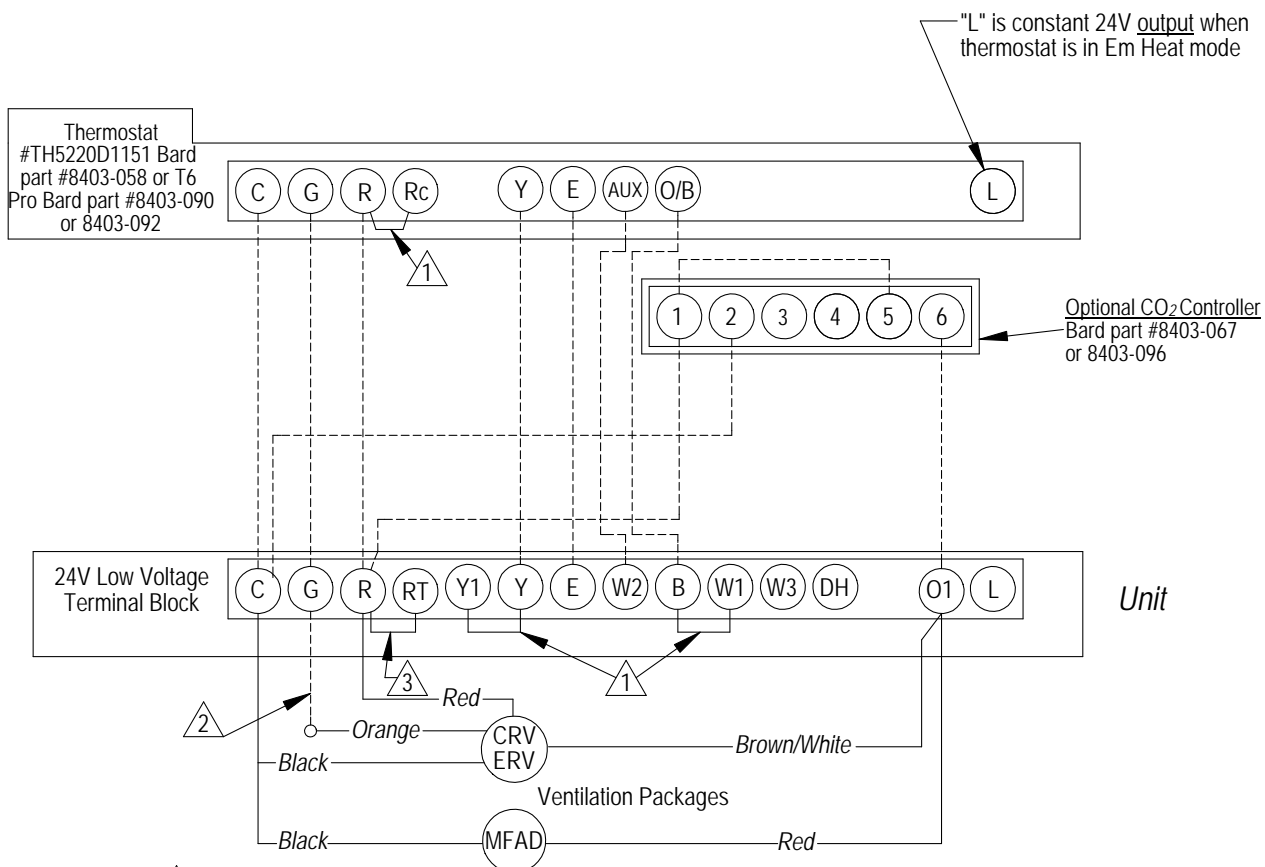 "L" is constant 24V output when
thermostat is in Em Heat mode
Thermostat
#TH5220D1151 Bard
part #8403-058 or T6
Pro Bard part #8403-090
or 8403-092
C G R Rc Y E AUX O/B L
1
1 2 3 4 5 6
Optional CO2 Controller
Bard part #8403-067
or 8403-096
24V Low Voltage
Terminal Block
C G R RT Y1 Y E W2 B W1 W3 DH O1 L
Unit
3
1
2
Red
Orange
CRV
ERV
Brown/White
Black
Ventilation Packages
Black
MFAD
Red